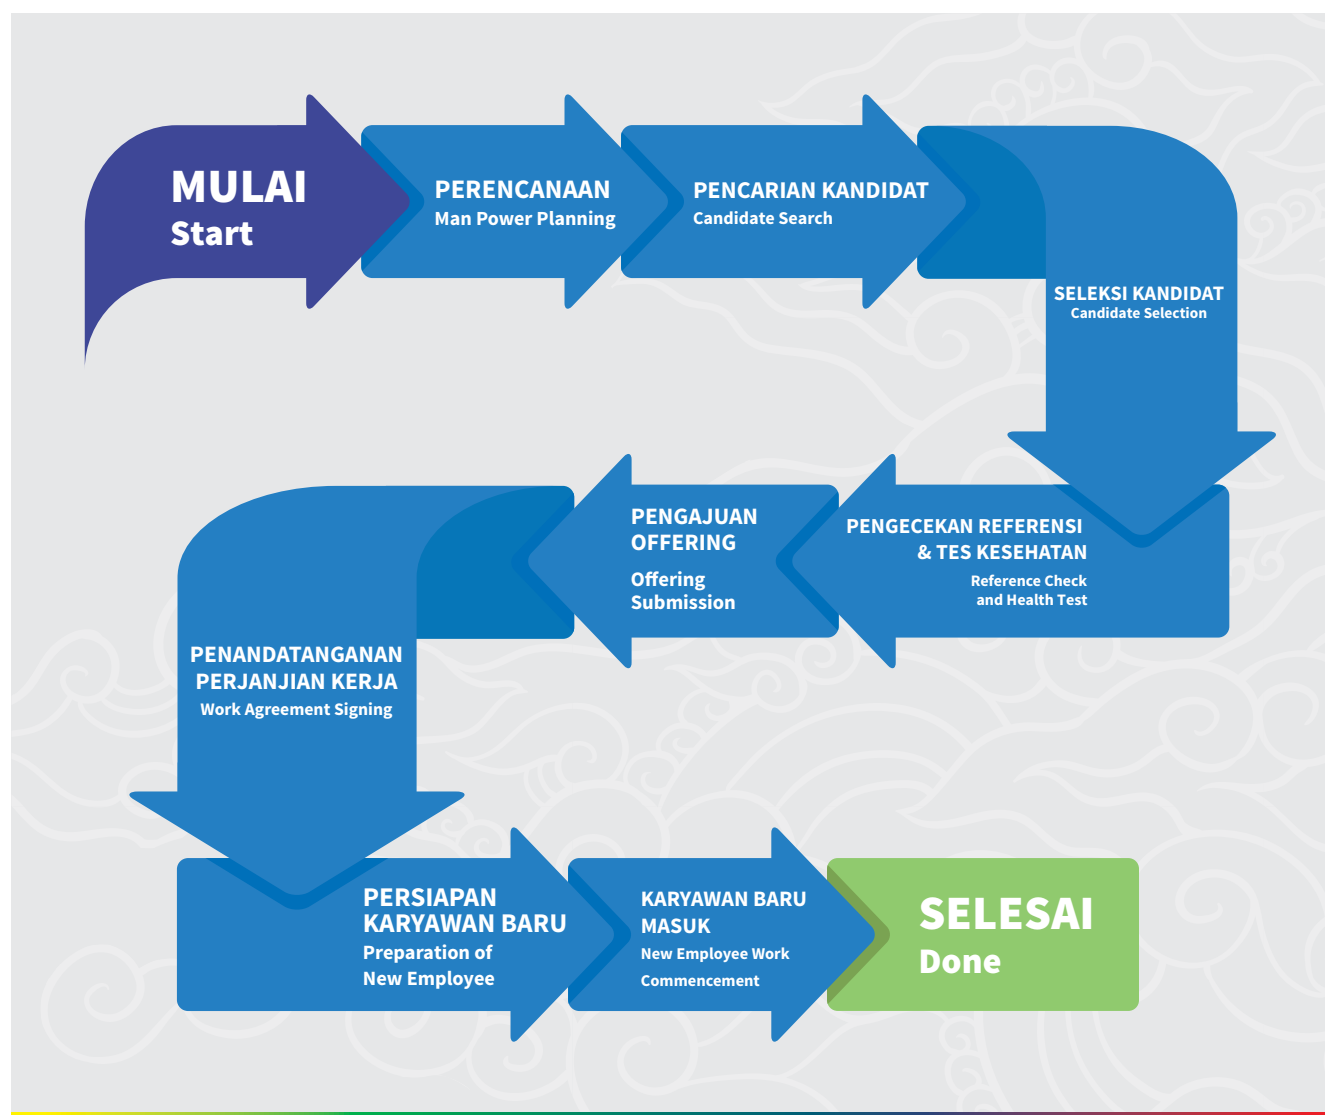 MULAI
Start
PERENCANAAN
Man Power Planning
PENCARIAN KANDIDAT
Candidate Search
SELEKSI KANDIDAT
Candidate Selection
PENGECEKAN REFERENSI
& TES KESEHATAN
Reference Check
and Health Test
PENGAJUAN
OFFERING
Offering
Submission
PENANDATANGANAN
PERJANJIAN KERJA
Work Agreement Signing
PERSIAPAN
KARYAWAN BARU
Preparation of
New Employee
KARYAWAN BARU
MASUK
New Employee Work
Commencement
SELESAI
Done